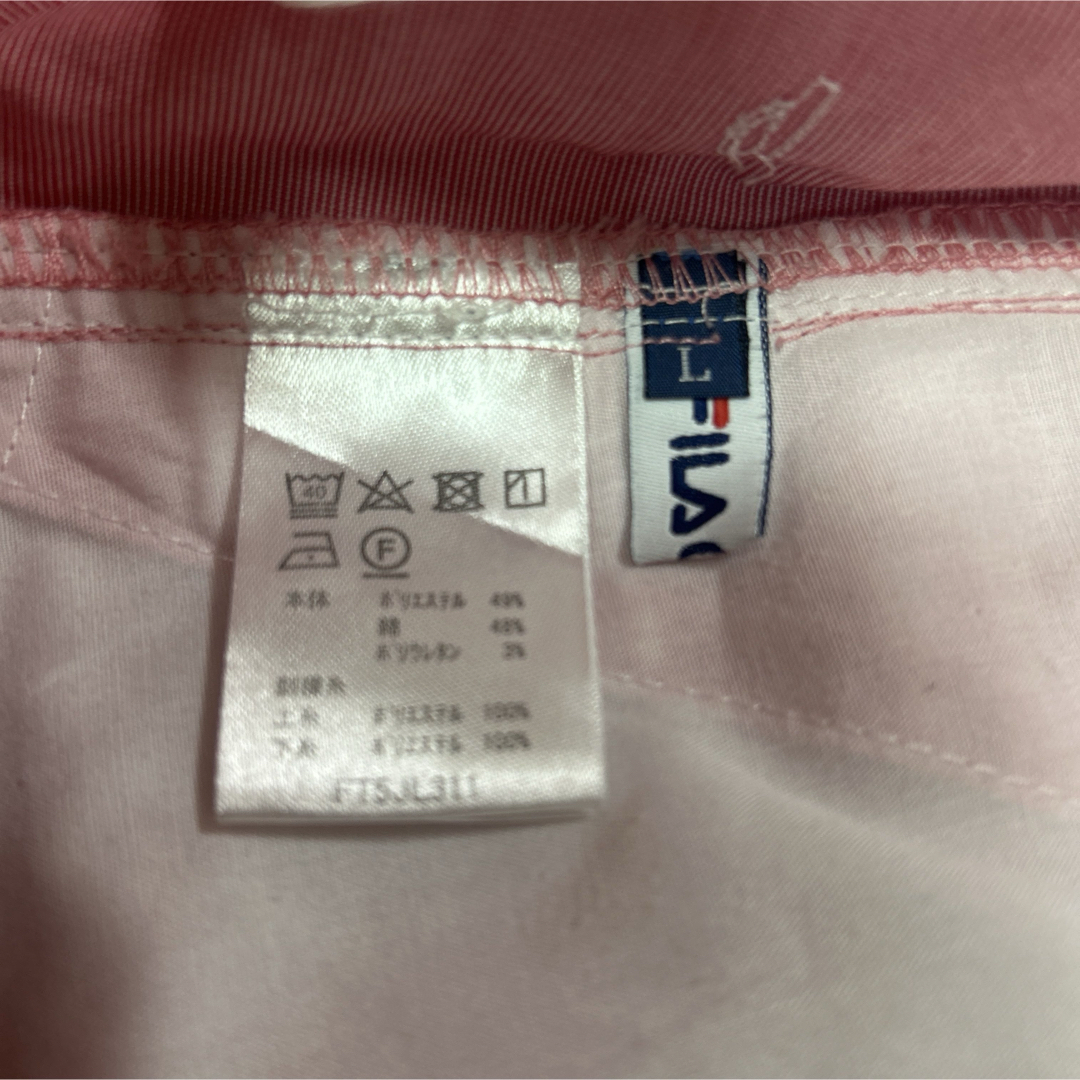 L
FILA
40
F
本体 ポリエステル 49%
綿 48%
ポリウレタン 3%
刺繍糸
上糸 ポリエステル 100%
下糸 ポリエステル 100%
FTSJL311